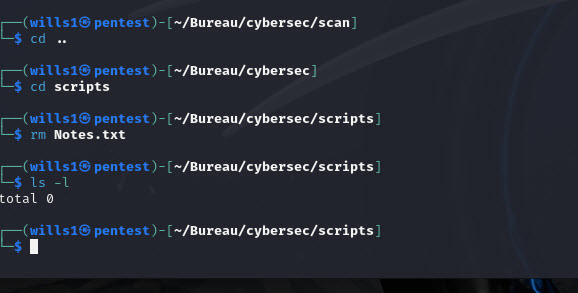 ┌──(wills1㉿pentest)-[~/Bureau/cybersec/scan]
└─$ cd ..
┌──(wills1㉿pentest)-[~/Bureau/cybersec]
└─$ cd scripts
┌──(wills1㉿pentest)-[~/Bureau/cybersec/scripts]
└─$ rm Notes.txt
┌──(wills1㉿pentest)-[~/Bureau/cybersec/scripts]
└─$ ls -l
total 0
┌──(wills1㉿pentest)-[~/Bureau/cybersec/scripts]
└─$